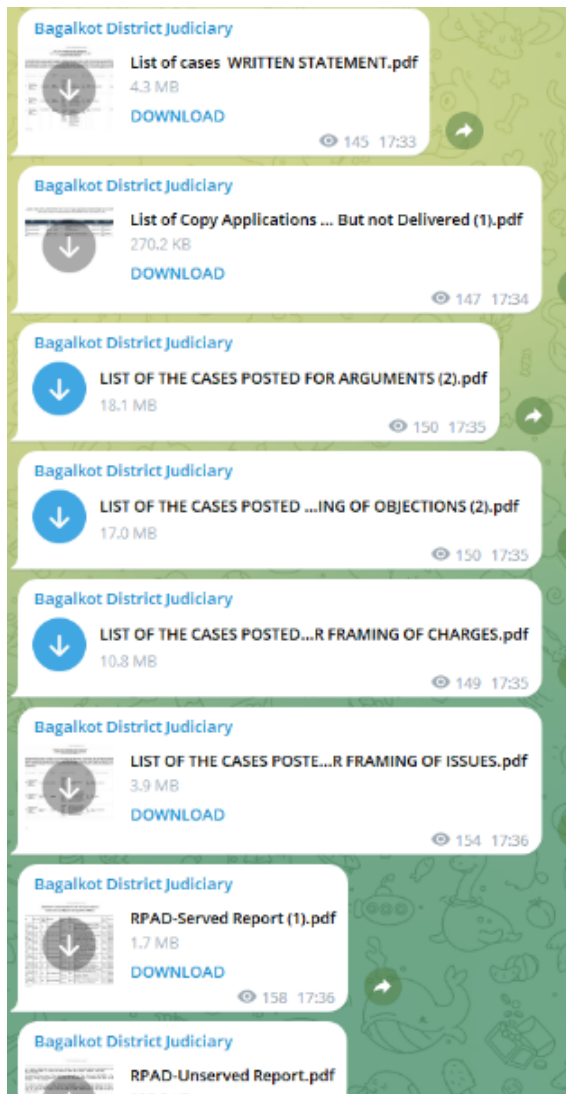 Bagalkot District Judiciary
List of cases WRITTEN STATEMENT.pdf
4.3 MB
DOWNLOAD
145 17:33
Bagalkot District Judiciary
List of Copy Applications ... But not Delivered (1).pdf
270.2 KB
DOWNLOAD
147 17:34
Bagalkot District Judiciary
LIST OF THE CASES POSTED FOR ARGUMENTS (2).pdf
18.1 MB
150 17:35
Bagalkot District Judiciary
LIST OF THE CASES POSTED ...ING OF OBJECTIONS (2).pdf
17.0 MB
150 17:35
Bagalkot District Judiciary
LIST OF THE CASES POSTED...R FRAMING OF CHARGES.pdf
10.8 MB
149 17:35
Bagalkot District Judiciary
LIST OF THE CASES POSTE...R FRAMING OF ISSUES.pdf
3.9 MB
DOWNLOAD
154 17:36
Bagalkot District Judiciary
RPAD-Served Report (1).pdf
1.7 MB
DOWNLOAD
158 17:36
Bagalkot District Judiciary
RPAD-Unserved Report.pdf